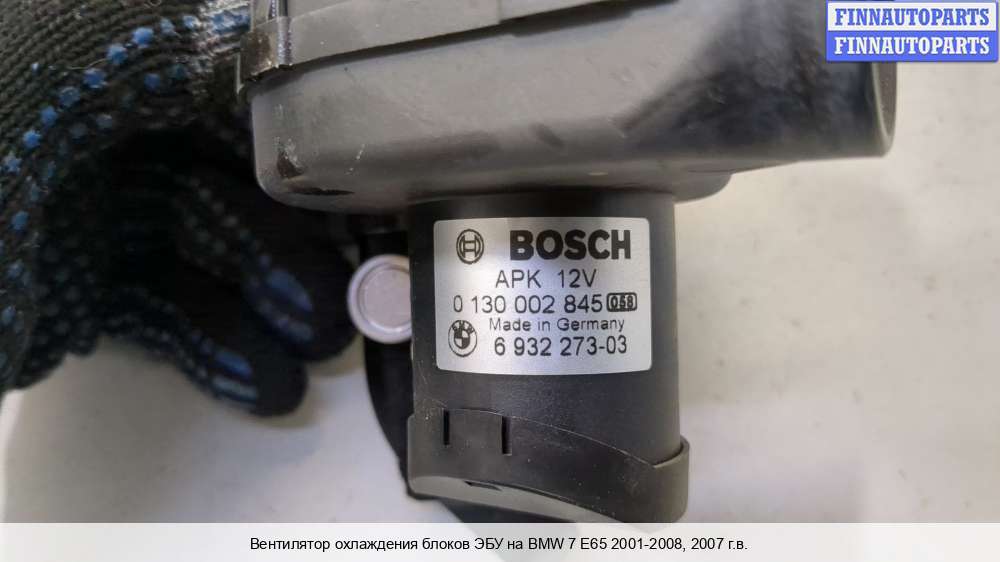 FINNAUTOPARTS
FINNAUTOPARTS
BOSCH
APK 12V
0 130 002 845 058
Made in Germany
6 932 273-03
Вентилятор охлаждения блоков ЭБУ на BMW 7 E65 2001-2008, 2007 г.в.